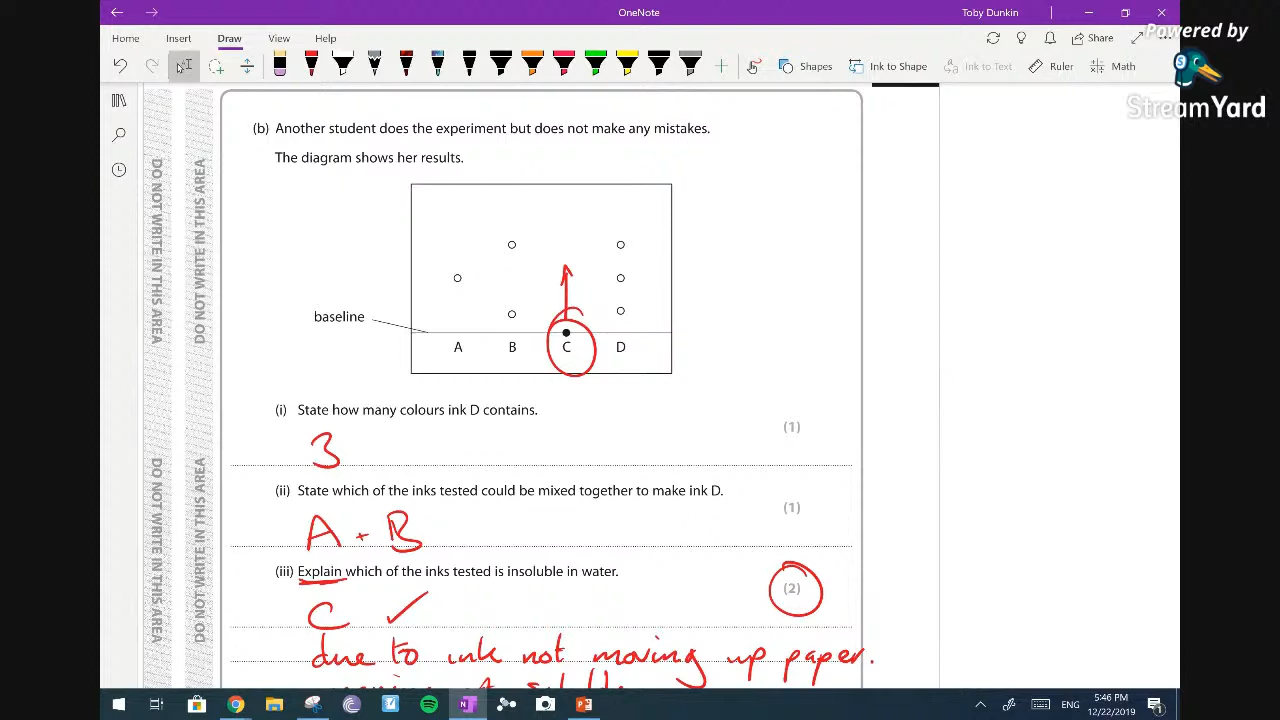 OneNote
Toby Dunkin
Powered by
StreamYard
Home Insert Draw View Help
Share
Shapes Ink to Shape Ink to Text Ruler Math
DO NOT WRITE IN THIS AREA
DO NOT WRITE IN THIS AREA
(b) Another student does the experiment but does not make any mistakes.
The diagram shows her results.
baseline
A B C D
(i) State how many colours ink D contains.
(1)
3
(ii) State which of the inks tested could be mixed together to make ink D.
(1)
A + B
(iii) Explain which of the inks tested is insoluble in water.
(2)
C ✓
due to ink not moving up paper.
DO NOT WRITE IN THIS AREA
DO NOT WRITE IN THIS AREA
ENG
5:46 PM
12/22/2019
1